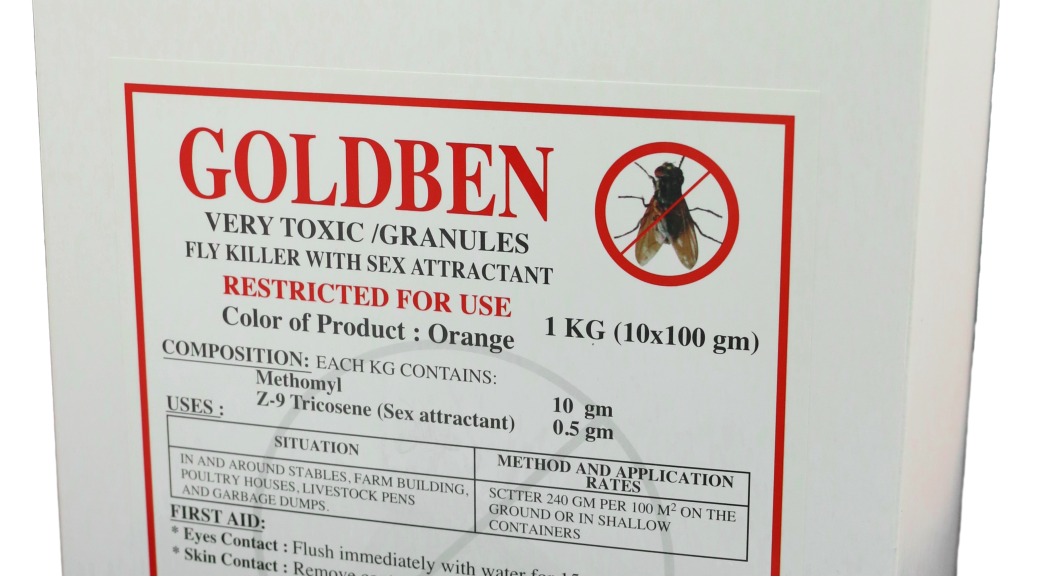 GOLDBEN
VERY TOXIC /GRANULES
FLY KILLER WITH SEX ATTRACTANT
RESTRICTED FOR USE
Color of Product : Orange
1 KG (10x100 gm)
COMPOSITION: EACH KG CONTAINS:
Methomyl 10 gm
Z-9 Tricosene (Sex attractant) 0.5 gm
USES :
SITUATION
IN AND AROUND STABLES, FARM BUILDING,
POULTRY HOUSES, LIVESTOCK PENS
AND GARBAGE DUMPS.
METHOD AND APPLICATION
RATES
SCTTER 240 GM PER 100 M² ON THE
GROUND OR IN SHALLOW
CONTAINERS
FIRST AID:
* Eyes Contact : Flush immediately with water for
* Skin Contact : Remove